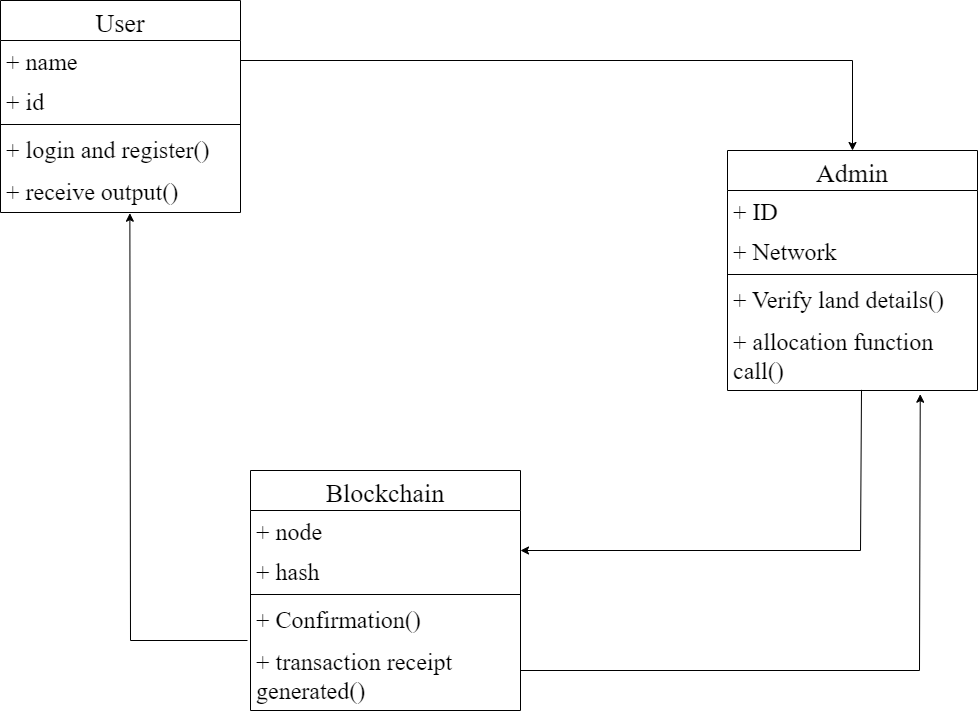 User
+ name
+ id
+ login and register()
+ receive output()
Admin
+ ID
+ Network
+ Verify land details()
+ allocation function
call()
Blockchain
+ node
+ hash
+ Confirmation()
+ transaction receipt
generated()